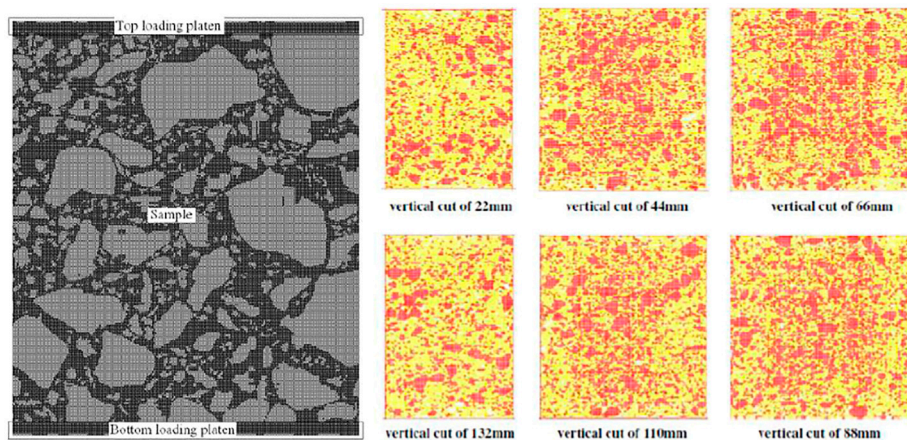 Top loading platen
Sample
Bottom loading platen
vertical cut of 22mm
vertical cut of 44mm
vertical cut of 66mm
vertical cut of 132mm
vertical cut of 110mm
vertical cut of 88mm